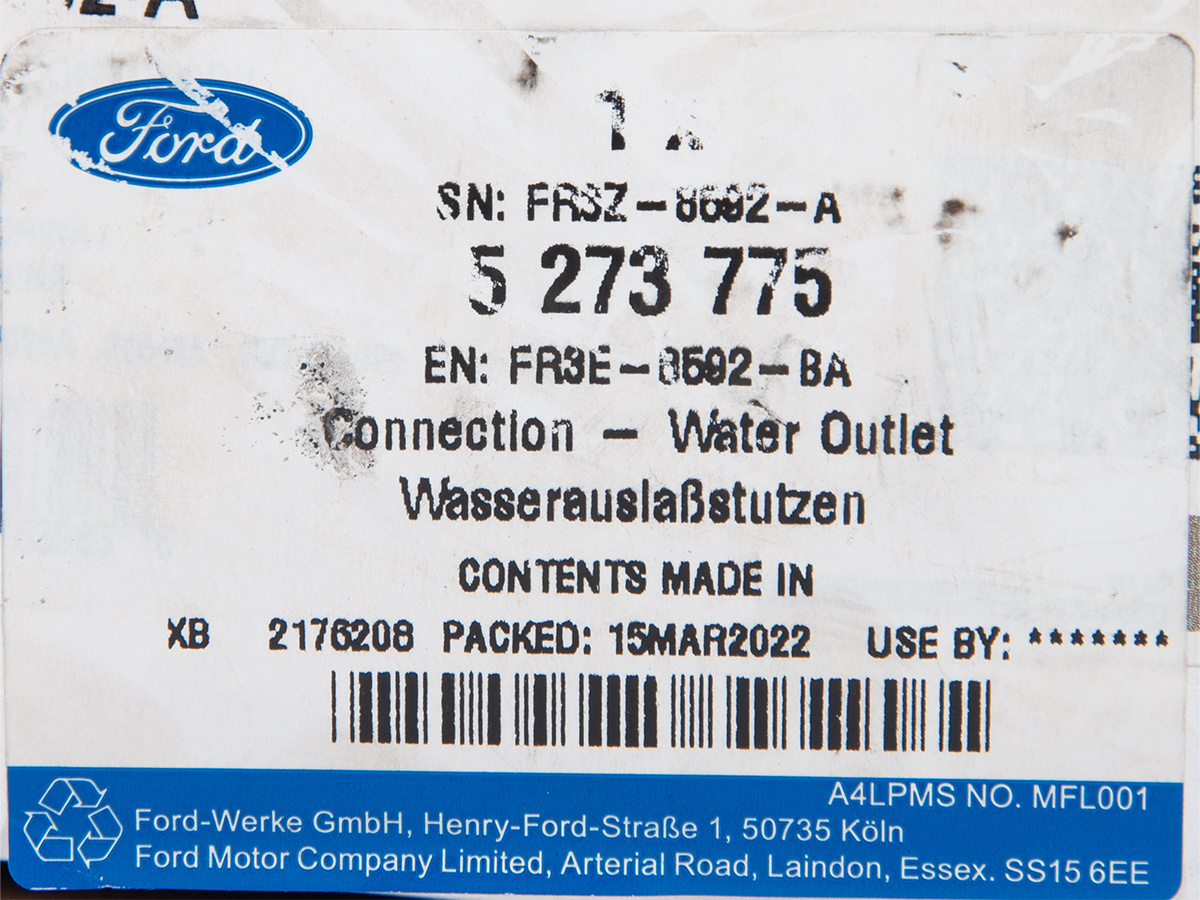 Ford
1 x
SN: FR3Z-8592-A
5 273 775
EN: FR3E-8592-BA
Connection - Water Outlet
Wasserauslaßstutzen
CONTENTS MADE IN
XB 2176208 PACKED: 15MAR2022 USE BY: *******
A4LPMS NO. MFL001
Ford-Werke GmbH, Henry-Ford-Straße 1, 50735 Köln
Ford Motor Company Limited, Arterial Road, Laindon, Essex. SS15 6EE